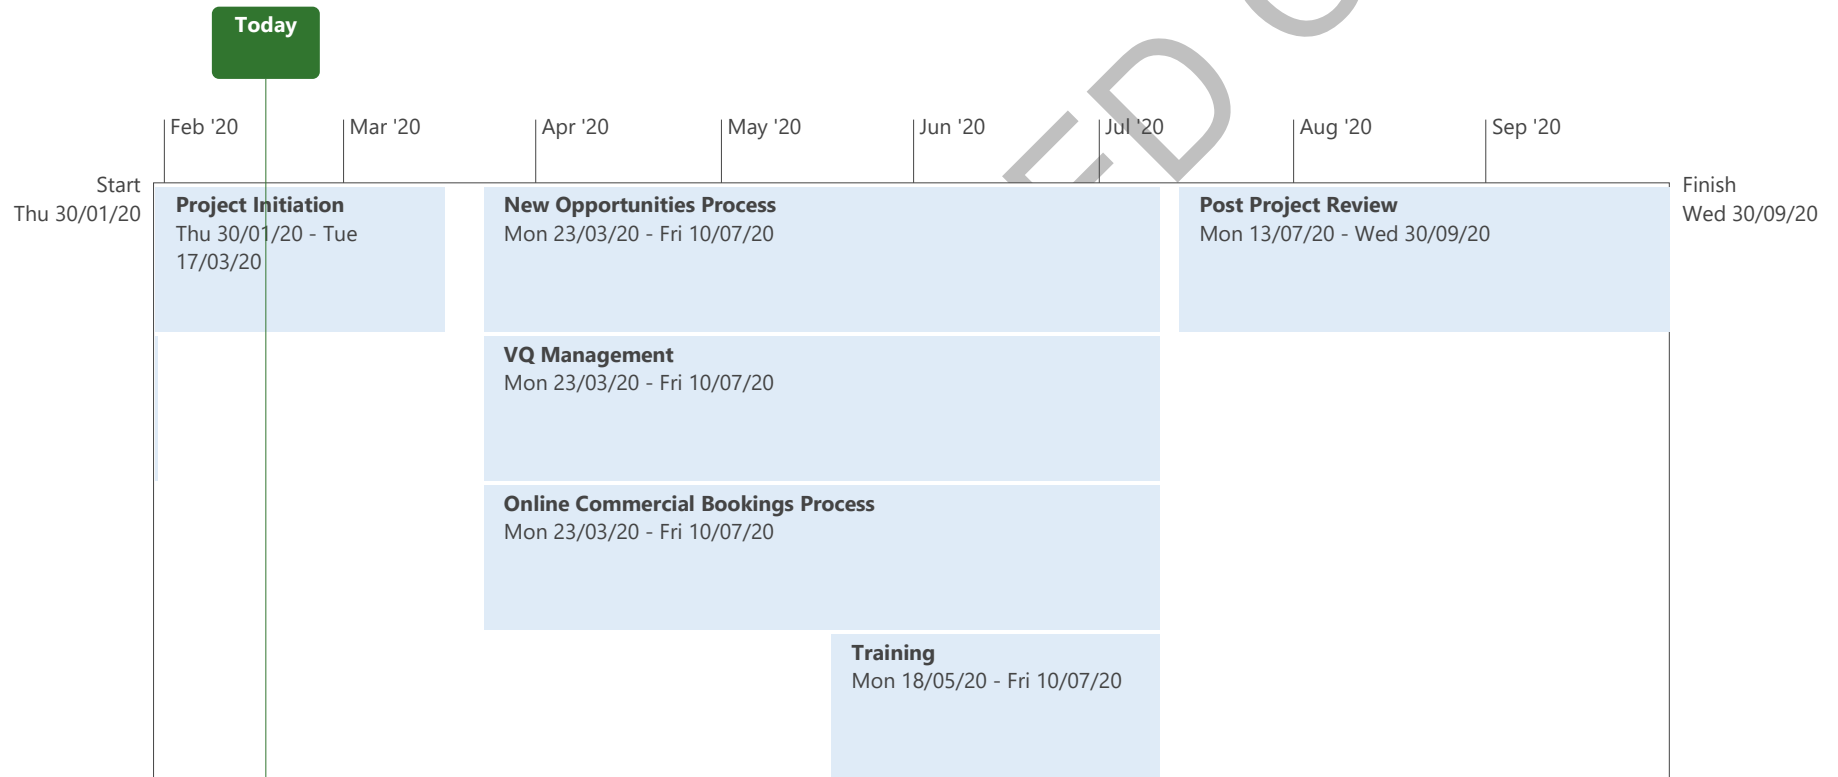 Today
Feb '20
Mar '20
Apr '20
May '20
Jun '20
Jul '20
Aug '20
Sep '20
Start
Thu 30/01/20
Project Initiation
Thu 30/01/20 - Tue
17/03/20
New Opportunities Process
Mon 23/03/20 - Fri 10/07/20
Post Project Review
Mon 13/07/20 - Wed 30/09/20
Finish
Wed 30/09/20
VQ Management
Mon 23/03/20 - Fri 10/07/20
Online Commercial Bookings Process
Mon 23/03/20 - Fri 10/07/20
Training
Mon 18/05/20 - Fri 10/07/20